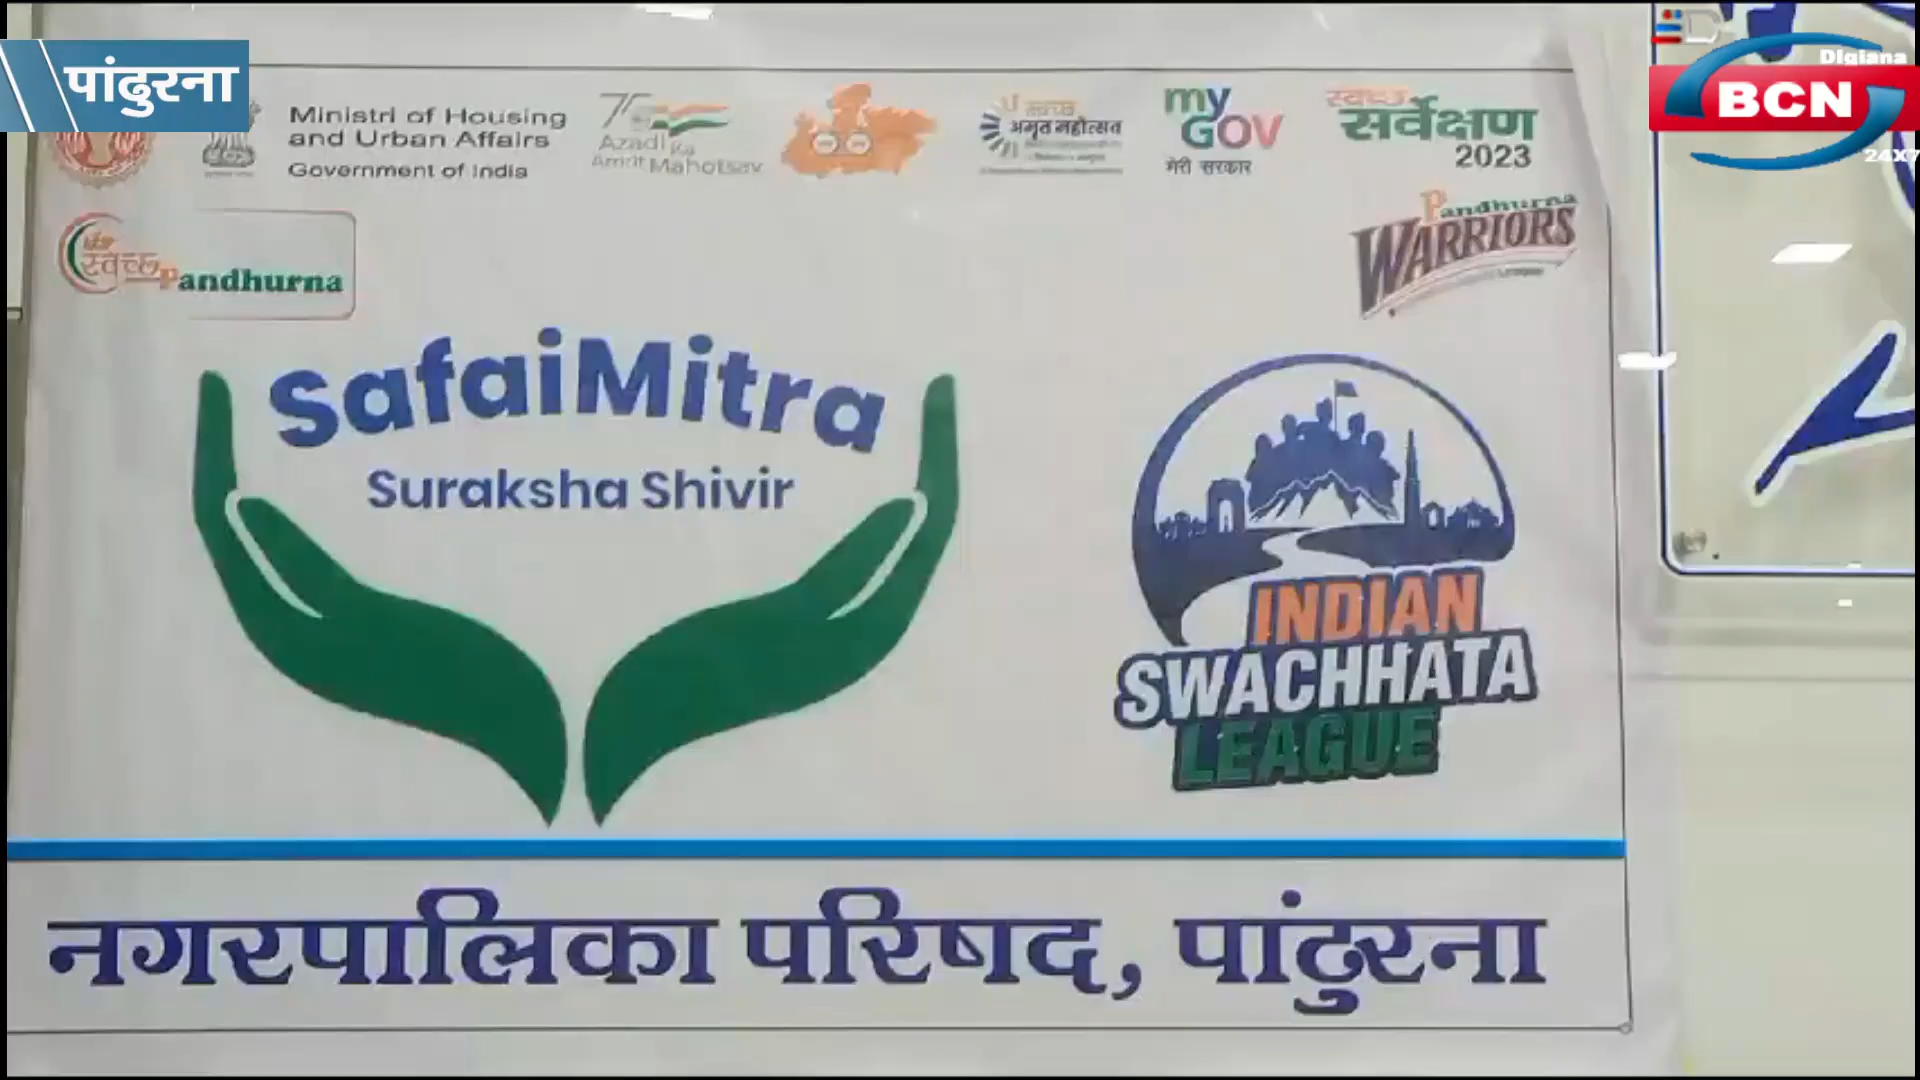 पांढुरना
Digiana
BCN
24X7
Ministri of Housing
and Urban Affairs
Government of India
75
Azadi Ka
Amrit Mahotsav
स्वच्छ
अमृत महोत्सव
my
GOV
मेरी सरकार
स्वच्छ
सर्वेक्षण
2023
स्वच्छ Pandhurna
Pandhurna
WARRIORS
SafaiMitra
Suraksha Shivir
INDIAN
SWACHHATA
LEAGUE
नगरपालिका परिषद, पांढुरना